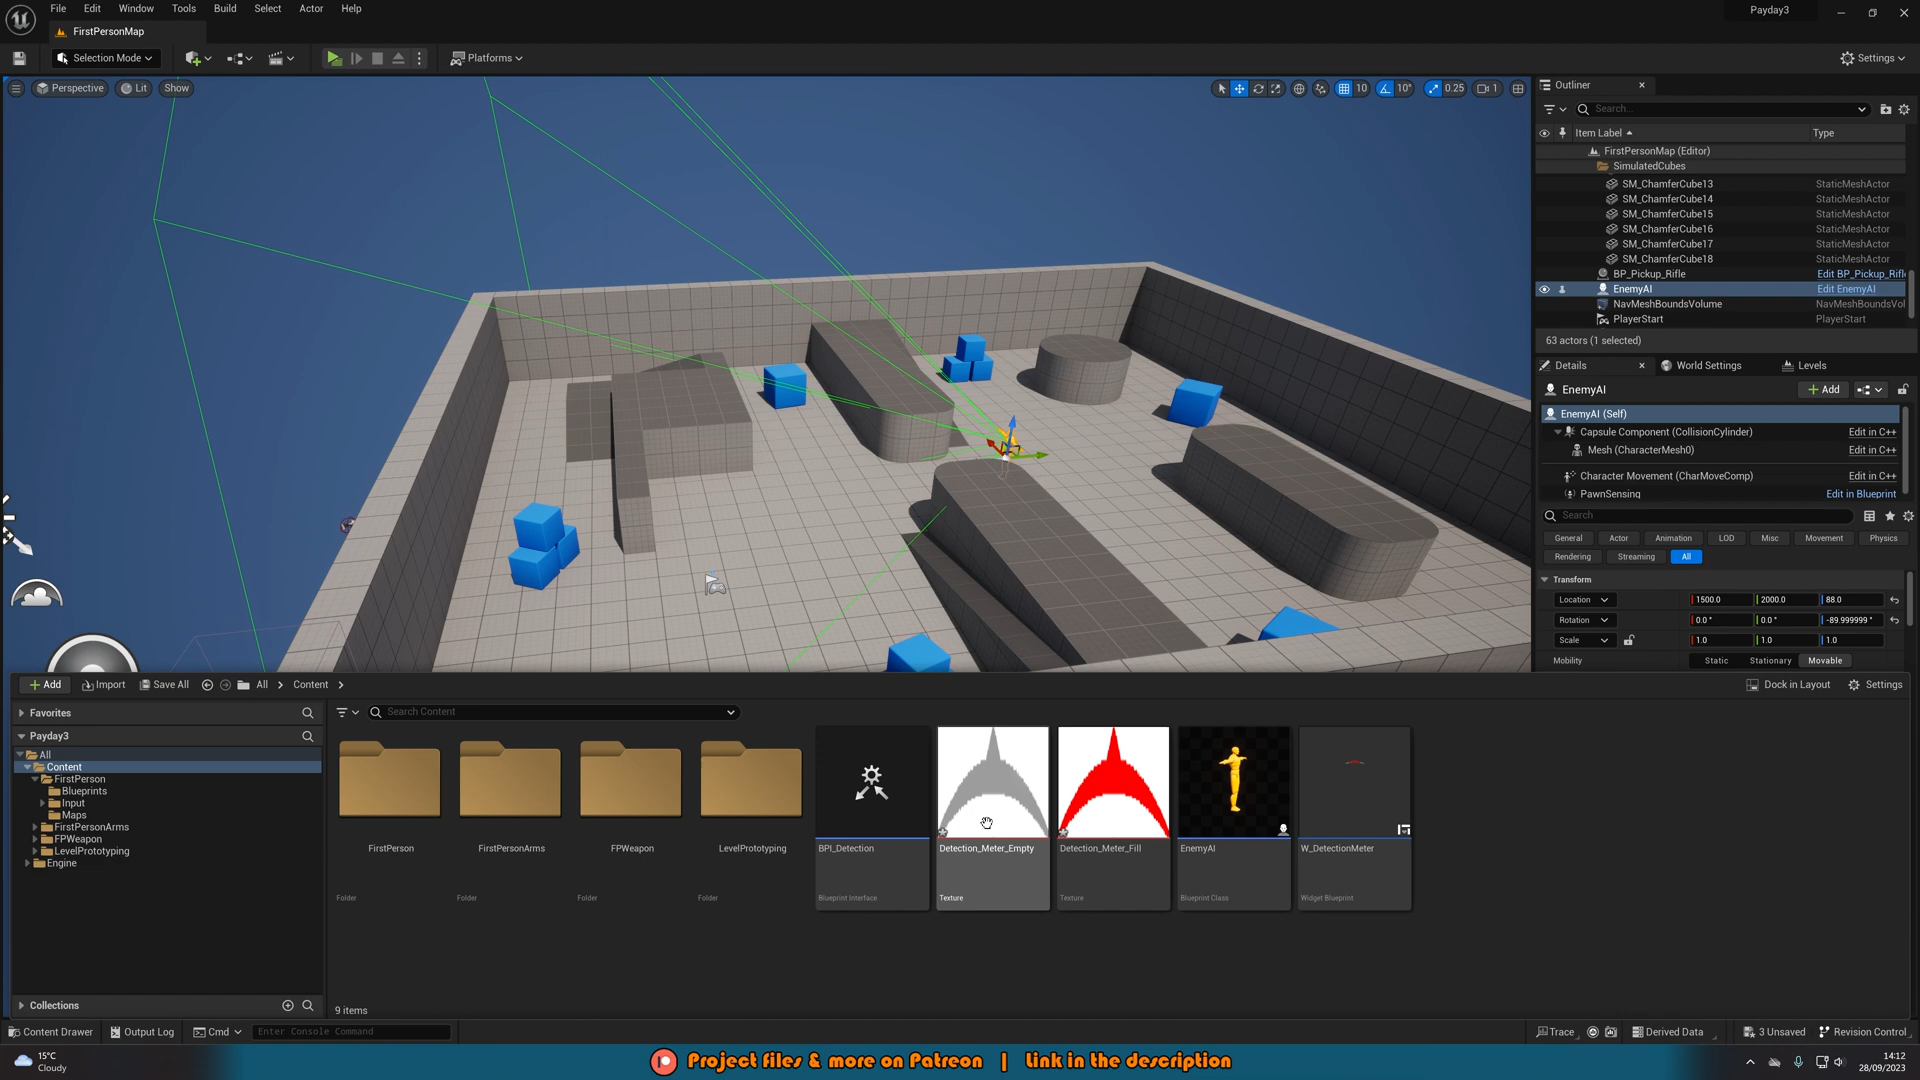 File Edit Window Tools Build Select Actor Help
Payday3
FirstPersonMap
Selection Mode
Platforms
Settings
Perspective Lit Show
10 10° 0.25 1
Outliner
Search...
Item Label Type
FirstPersonMap (Editor)
SimulatedCubes
SM_ChamferCube13 StaticMeshActor
SM_ChamferCube14 StaticMeshActor
SM_ChamferCube15 StaticMeshActor
SM_ChamferCube16 StaticMeshActor
SM_ChamferCube17 StaticMeshActor
SM_ChamferCube18 StaticMeshActor
BP_Pickup_Rifle Edit BP_Pickup_Rifl
EnemyAI Edit EnemyAI
NavMeshBoundsVolume NavMeshBoundsVol
PlayerStart PlayerStart
63 actors (1 selected)
Details World Settings Levels
EnemyAI Add
EnemyAI (Self)
Capsule Component (CollisionCylinder) Edit in C++
Mesh (CharacterMesh0) Edit in C++
Character Movement (CharMoveComp) Edit in C++
PawnSensing Edit in Blueprint
Search
General Actor Animation LOD Misc Movement Physics
Rendering Streaming All
Transform
Location 1500.0 2000.0 88.0
Rotation 0.0° 0.0° -89.999999°
Scale 1.0 1.0 1.0
Mobility Static Stationary Movable
Add Import Save All All Content
Dock in Layout Settings
Favorites
Search Content
Payday3
All
Content
FirstPerson
Blueprints
Input
Maps
FirstPersonArms
FPWeapon
LevelPrototyping
Engine
Collections
FirstPerson FirstPersonArms FPWeapon LevelPrototyping BPI_Detection Detection_Meter_Empty Detection_Meter_Fill EnemyAI W_DetectionMeter
Folder Folder Folder Folder Blueprint Interface Texture Texture Blueprint Class Widget Blueprint
9 items
Content Drawer Output Log Cmd Enter Console Command
Trace Derived Data 3 Unsaved Revision Control
15°C
Cloudy
Project files & more on Patreon | Link in the description
14:12
28/09/2023